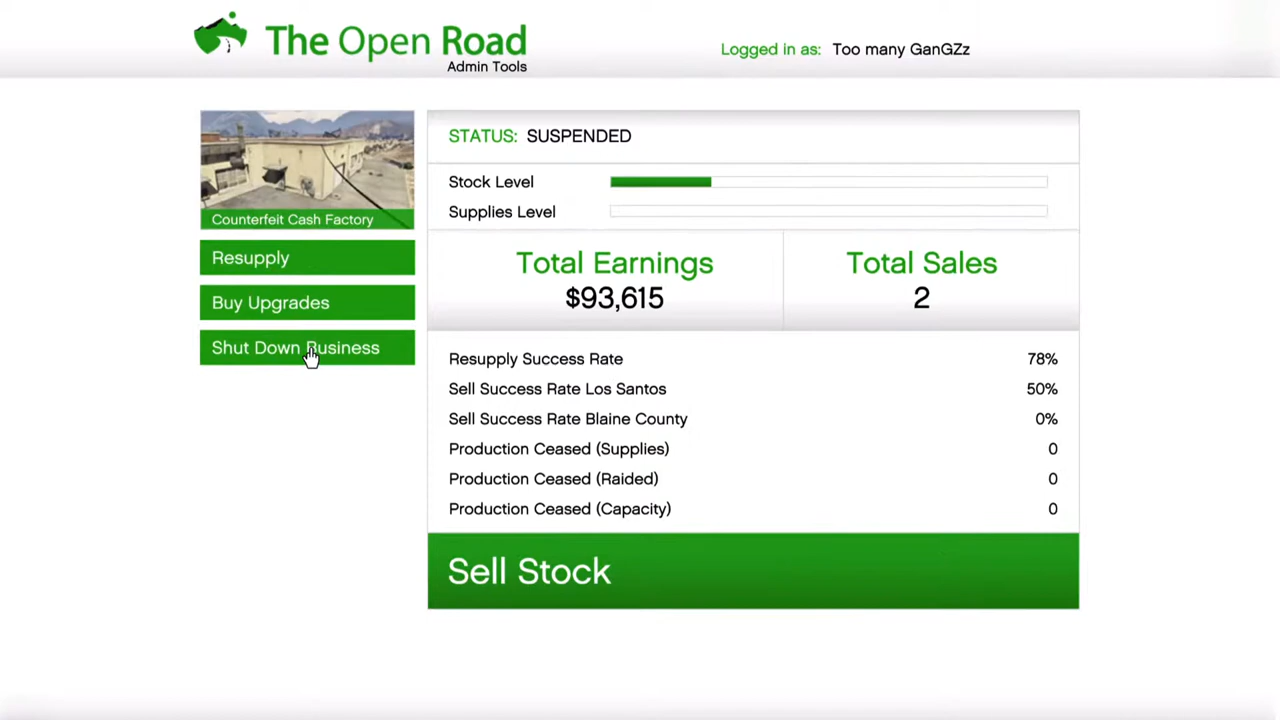 The Open Road
Admin Tools
Logged in as: Too many GanGZz
Counterfeit Cash Factory
Resupply
Buy Upgrades
Shut Down Business
STATUS: SUSPENDED
Stock Level
Supplies Level
Total Earnings
$93,615
Total Sales
2
Resupply Success Rate 78%
Sell Success Rate Los Santos 50%
Sell Success Rate Blaine County 0%
Production Ceased (Supplies) 0
Production Ceased (Raided) 0
Production Ceased (Capacity) 0
Sell Stock